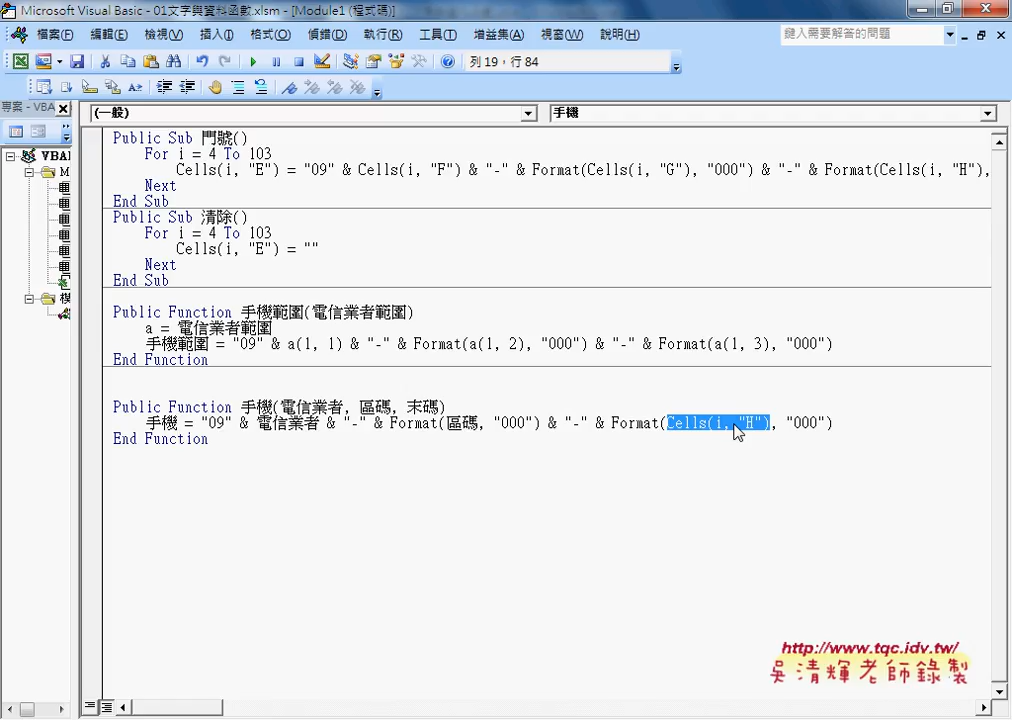 Microsoft Visual Basic - 01文字與資料函數.xlsm - [Module1 (程式碼)]
檔案(F) 編輯(E) 檢視(V) 插入(I) 格式(O) 偵錯(D) 執行(R) 工具(T) 增益集(A) 視窗(W) 說明(H) 鍵入需要解答的問題
列 19，行 84
專案 - VBA
(一般) 手機
Public Sub 門號()
For i = 4 To 103
Cells(i, "E") = "09" & Cells(i, "F") & "-" & Format(Cells(i, "G"), "000") & "-" & Format(Cells(i, "H"),
Next
End Sub
Public Sub 清除()
For i = 4 To 103
Cells(i, "E") = ""
Next
End Sub
Public Function 手機範圍(電信業者範圍)
a = 電信業者範圍
手機範圍 = "09" & a(1, 1) & "-" & Format(a(1, 2), "000") & "-" & Format(a(1, 3), "000")
End Function
Public Function 手機(電信業者, 區碼, 末碼)
手機 = "09" & 電信業者 & "-" & Format(區碼, "000") & "-" & Format(Cells(i, "H"), "000")
End Function
http://www.tqc.idv.tw/
吳清輝老師錄製